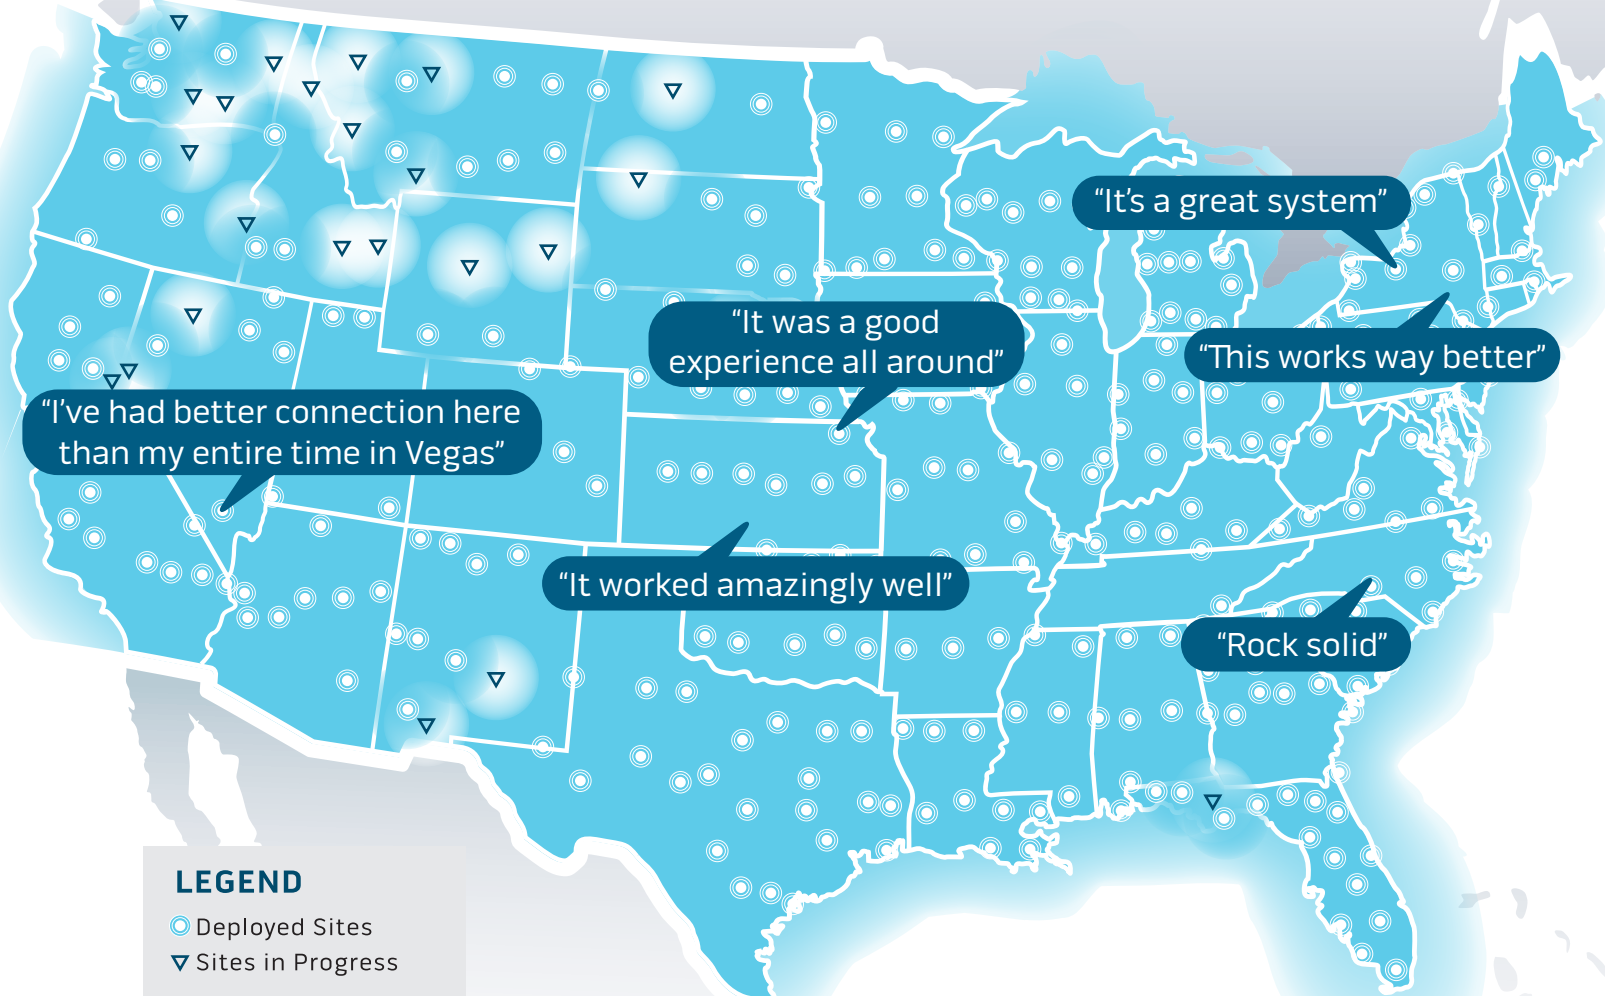 “It’s a great system”
“It was a good
experience all around”
“This works way better”
“I’ve had better connection here
than my entire time in Vegas”
“It worked amazingly well”
“Rock solid”
LEGEND
Deployed Sites
Sites in Progress